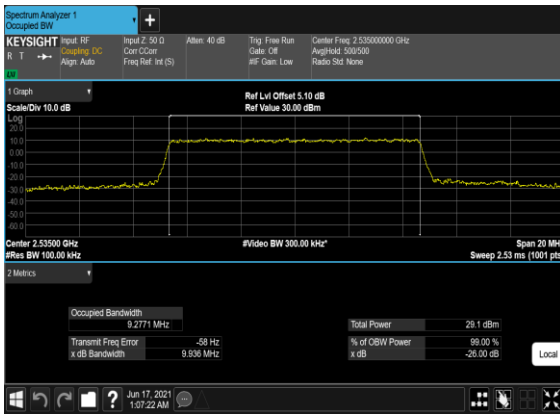 Spectrum Analyzer 1
Occupied BW
+
KEYSIGHT
R T
Input: RF
Coupling: DC
Align: Auto
Input Z: 50 Ω
Corr CCorr
Freq Ref: Int (S)
Atten: 40 dB
Trig: Free Run
Gate: Off
#IF Gain: Low
Center Freq: 2.535000000 GHz
Avg|Hold: 500/500
Radio Std: None
1 Graph
Scale/Div 10.0 dB
Ref Lvl Offset 5.10 dB
Ref Value 30.00 dBm
Log
20.0
10.0
0.00
-10.0
-20.0
-30.0
-40.0
-50.0
-60.0
Center 2.53500 GHz
#Res BW 100.00 kHz
#Video BW 300.00 kHz*
Span 20 MH
Sweep 2.53 ms (1001 pts
2 Metrics
Occupied Bandwidth
9.2771 MHz
Transmit Freq Error -58 Hz
x dB Bandwidth 9.936 MHz
Total Power 29.1 dBm
% of OBW Power 99.00 %
x dB -26.00 dB
Local
?
Jun 17, 2021
1:07:22 AM